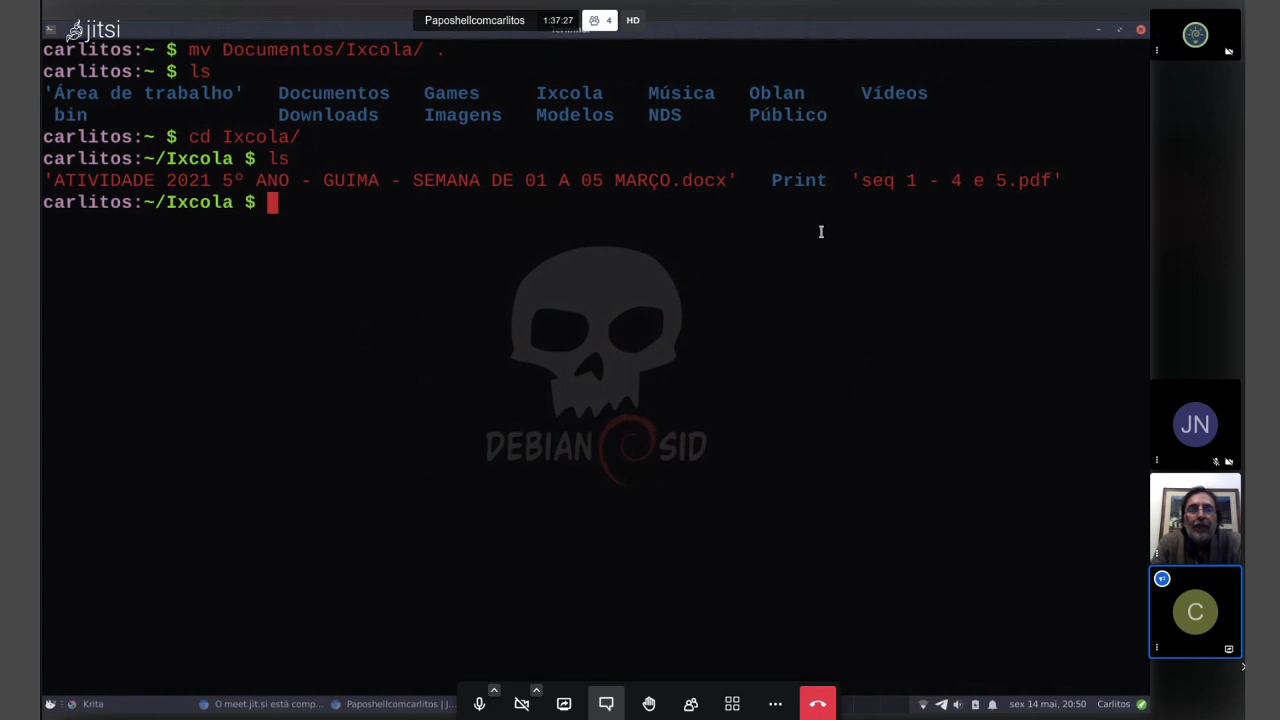 jitsi
Paposhellcomcarlitos 1:37:27 4 HD
carlitos:~ $ mv Documentos/Ixcola/ .
carlitos:~ $ ls
'Área de trabalho' Documentos Games Ixcola Música Oblan Vídeos
bin Downloads Imagens Modelos NDS Público
carlitos:~ $ cd Ixcola/
carlitos:~/Ixcola $ ls
'ATIVIDADE 2021 5º ANO - GUIMA - SEMANA DE 01 A 05 MARÇO.docx' Print 'seq 1 - 4 e 5.pdf'
carlitos:~/Ixcola $
DEBIAN SID
JN
C
Krita O meet.jit.si está comp... Paposhellcomcarlitos | J... sex 14 mai, 20:50 Carlitos